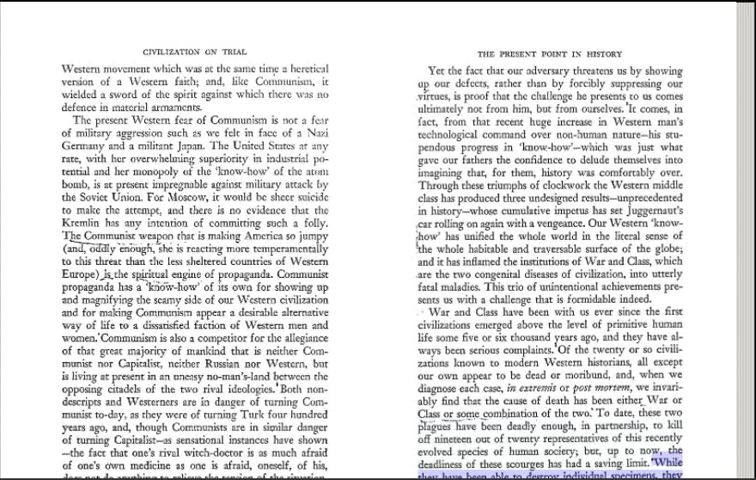 CIVILIZATION ON TRIAL
Western movement which was at the same time a heretical
version of a Western faith; and, like Communism, it
wielded a sword of the spirit against which there was no
defence in material armaments.
The present Western fear of Communism is not a fear
of military aggression such as we felt in face of a Nazi
Germany and a militant Japan. The United States at any
rate, with her overwhelming superiority in industrial po-
tential and her monopoly of the 'know-how' of the atom
bomb, is at present impregnable against military attack by
the Soviet Union. For Moscow, it would be sheer suicide
to make the attempt, and there is no evidence that the
Kremlin has any intention of committing such a folly.
The Communist weapon that is making America so jumpy
(and, oddly enough, she is reacting more temperamentally
to this threat than the less sheltered countries of Western
Europe) is the spiritual engine of propaganda. Communist
propaganda has a 'know-how' of its own for showing up
and magnifying the seamy side of our Western civilization
and for making Communism appear a desirable alternative
way of life to a dissatisfied faction of Western men and
women. Communism is also a competitor for the allegiance
of that great majority of mankind that is neither Com-
munist nor Capitalist, neither Russian nor Western, but
is living at present in an uneasy no-man's-land between the
opposing citadels of the two rival ideologies. Both non-
descripts and Westerners are in danger of turning Com-
munist to-day, as they were of turning Turk four hundred
years ago, and, though Communists are in similar danger
of turning Capitalist—as sensational instances have shown
—the fact that one's rival witch-doctor is as much afraid
of one's own medicine as one is afraid, oneself, of his,
THE PRESENT POINT IN HISTORY
Yet the fact that our adversary threatens us by showing
up our defects, rather than by forcibly suppressing our
virtues, is proof that the challenge he presents to us comes
ultimately not from him, but from ourselves. It comes, in
fact, from that recent huge increase in Western man's
technological command over non-human nature—his stu-
pendous progress in 'know-how'—which was just what
gave our fathers the confidence to delude themselves into
imagining that, for them, history was comfortably over.
Through these triumphs of clockwork the Western middle
class has produced three undesigned results—unprecedented
in history—whose cumulative impetus has set Juggernaut's
car rolling on again with a vengeance. Our Western 'know-
how' has unified the whole world in the literal sense of
the whole habitable and traversable surface of the globe;
and it has inflamed the institutions of War and Class, which
are the two congenital diseases of civilization, into utterly
fatal maladies. This trio of unintentional achievements pre-
sents us with a challenge that is formidable indeed.
War and Class have been with us ever since the first
civilizations emerged above the level of primitive human
life some five or six thousand years ago, and they have al-
ways been serious complaints. Of the twenty or so civili-
zations known to modern Western historians, all except
our own appear to be dead or moribund, and, when we
diagnose each case, in extremis or post mortem, we invari-
ably find that the cause of death has been either War or
Class or some combination of the two. To date, these two
plagues have been deadly enough, in partnership, to kill
off nineteen out of twenty representatives of this recently
evolved species of human society; but, up to now, the
deadliness of these scourges has had a saving limit. While
they have been able to destroy individual specimens, they